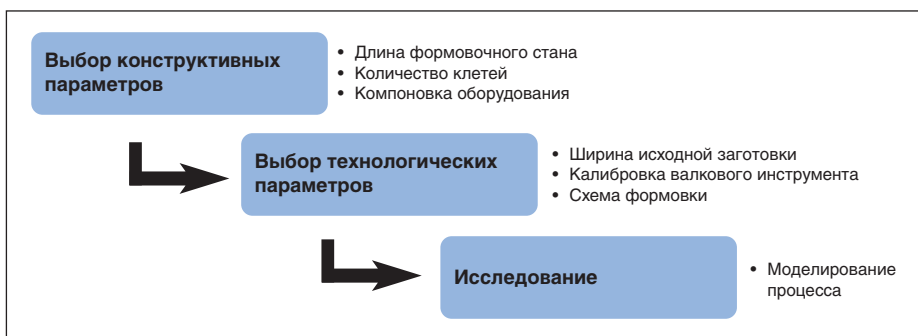 Выбор конструктивных
параметров
• Длина формовочного стана
• Количество клетей
• Компоновка оборудования
Выбор технологических
параметров
• Ширина исходной заготовки
• Калибровка валкового инструмента
• Схема формовки
Исследование
• Моделирование
процесса